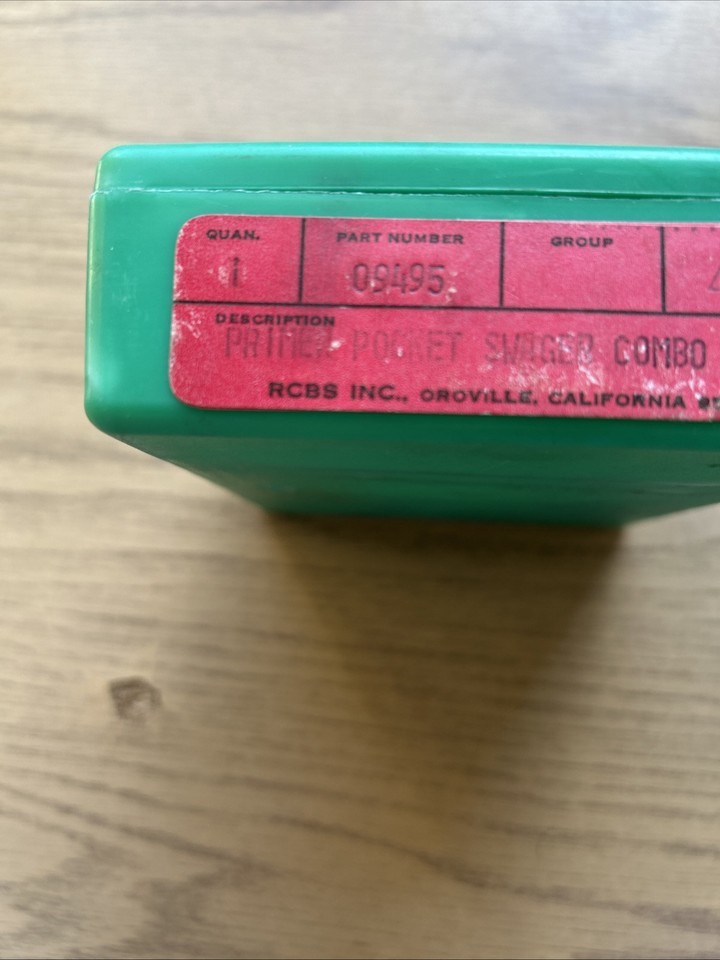 QUAN. PART NUMBER GROUP
1 09495
DESCRIPTION
PRIMER POCKET SWAGER COMBO
RCBS INC., OROVILLE, CALIFORNIA